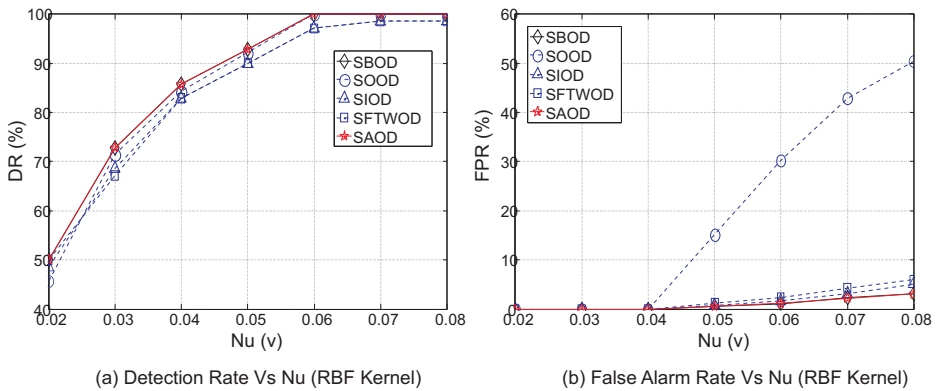 100
90
80
70
60
50
40
DR (%)
0.02 0.03 0.04 0.05 0.06 0.07 0.08
Nu (v)
SBOD
SOOD
SIOD
SFTWOD
SAOD
(a) Detection Rate Vs Nu (RBF Kernel)
60
50
40
30
20
10
0
FPR (%)
0.02 0.03 0.04 0.05 0.06 0.07 0.08
Nu (v)
SBOD
SOOD
SIOD
SFTWOD
SAOD
(b) False Alarm Rate Vs Nu (RBF Kernel)